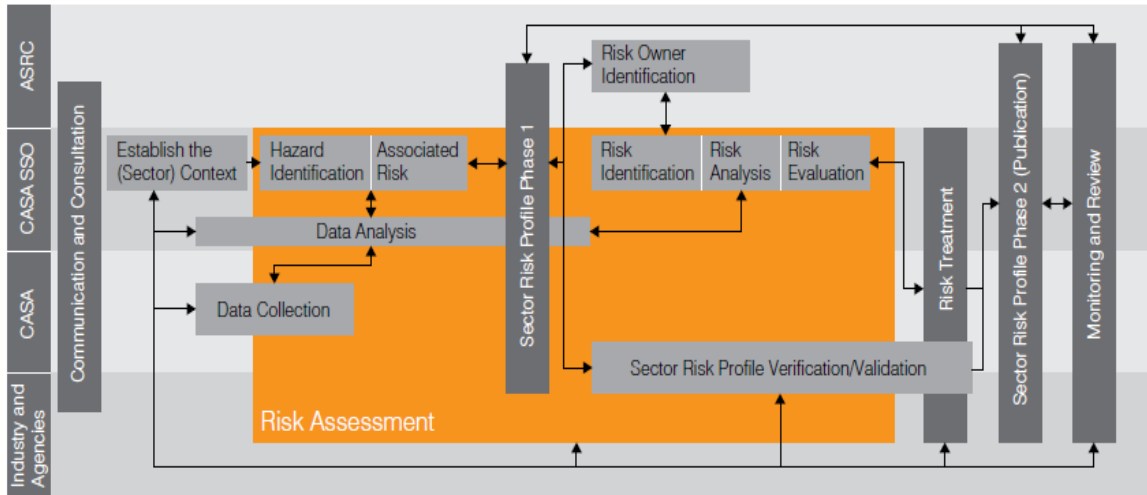 ASRC
CASA SSO
CASA
Industry and
Agencies
Communication and Consultation
Establish the
(Sector) Context
Hazard
Identification
Associated
Risk
Data Analysis
Data Collection
Risk Assessment
Sector Risk Profile Phase 1
Risk Owner
Identification
Risk
Identification
Risk
Analysis
Risk
Evaluation
Sector Risk Profile Verification/Validation
Risk Treatment
Sector Risk Profile Phase 2 (Publication)
Monitoring and Review